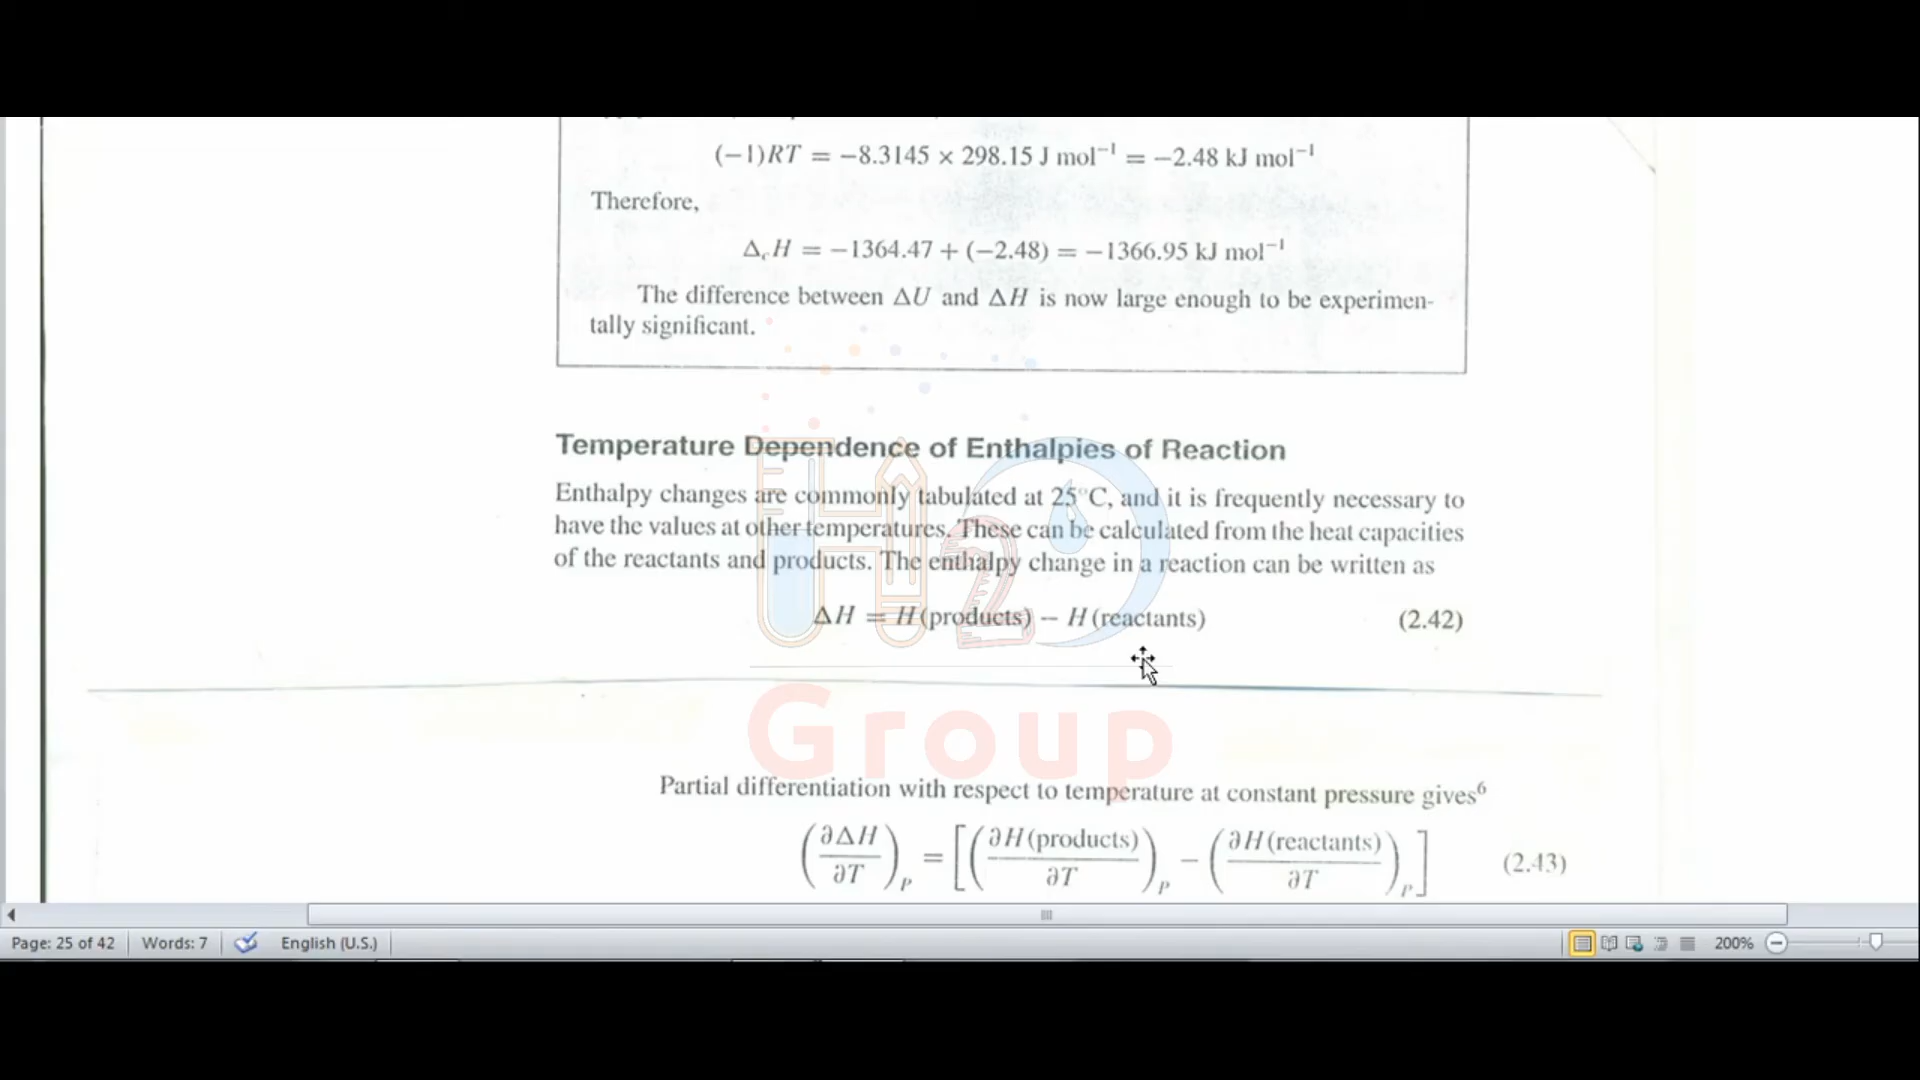 (−1)RT = −8.3145 × 298.15 J mol⁻¹ = −2.48 kJ mol⁻¹
Therefore,
Δ꜀H = −1364.47 + (−2.48) = −1366.95 kJ mol⁻¹
The difference between ΔU and ΔH is now large enough to be experimen-
tally significant.
Temperature Dependence of Enthalpies of Reaction
Enthalpy changes are commonly tabulated at 25°C, and it is frequently necessary to
have the values at other temperatures. These can be calculated from the heat capacities
of the reactants and products. The enthalpy change in a reaction can be written as
ΔH = H(products) − H(reactants) (2.42)
H2O
Group
Partial differentiation with respect to temperature at constant pressure gives⁶
(∂ΔH/∂T)_P = [(∂H(products)/∂T)_P − (∂H(reactants)/∂T)_P] (2.43)
Page: 25 of 42 Words: 7 English (U.S.) 200%